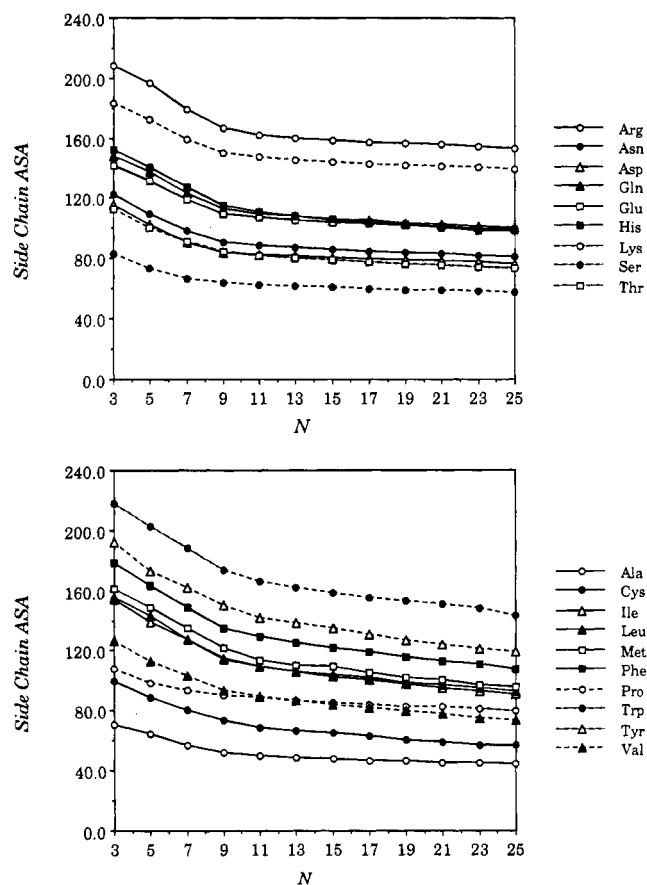 240.0
200.0
160.0
120.0
80.0
40.0
0.0
Side Chain ASA
3 5 7 9 11 13 15 17 19 21 23 25
N
Arg
Asn
Asp
Gln
Glu
His
Lys
Ser
Thr
240.0
200.0
160.0
120.0
80.0
40.0
0.0
Side Chain ASA
3 5 7 9 11 13 15 17 19 21 23 25
N
Ala
Cys
Ile
Leu
Met
Phe
Pro
Trp
Tyr
Val